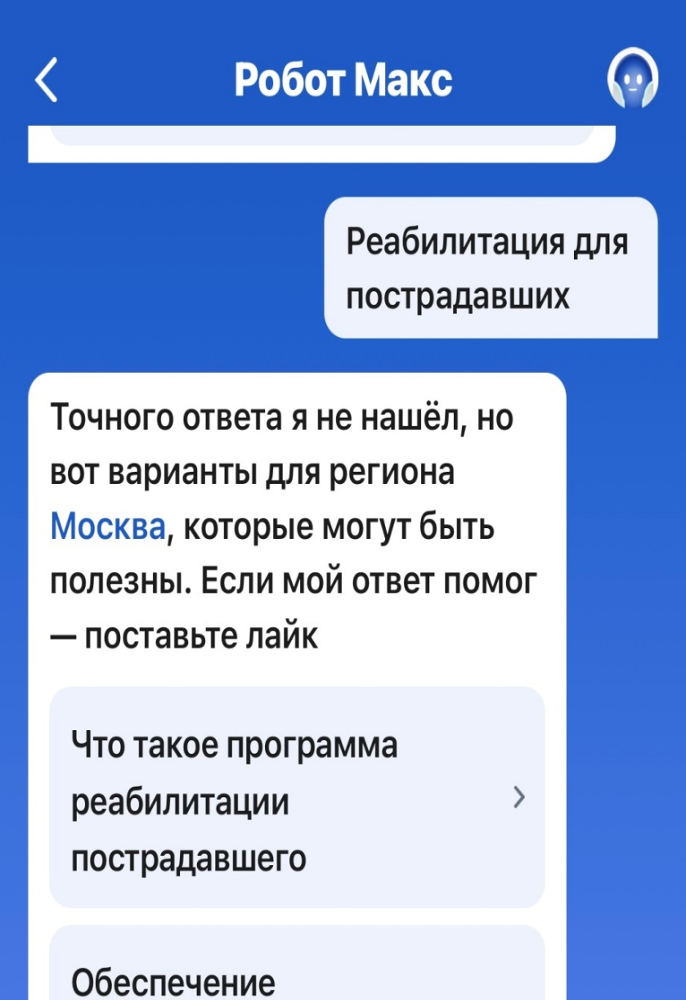 Робот Макс
Реабилитация для
пострадавших
Точного ответа я не нашёл, но
вот варианты для региона
Москва, которые могут быть
полезны. Если мой ответ помог
— поставьте лайк
Что такое программа
реабилитации
пострадавшего
Обеспечение